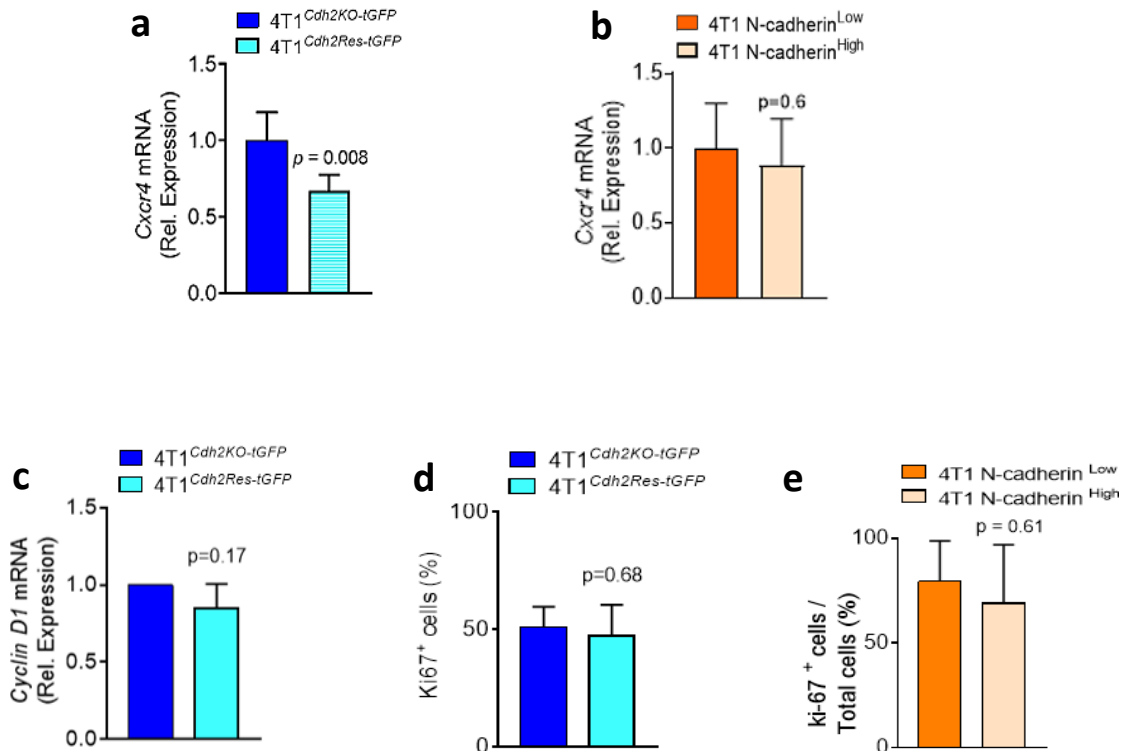 a
4T1Cdh2KO-tGFP
4T1Cdh2Res-tGFP
Cxcr4 mRNA
(Rel. Expression)
1.5
1.0
0.5
0.0
p = 0.008
b
4T1 N-cadherinLow
4T1 N-cadherinHigh
Cxcr4 mRNA
(Rel. Expression)
1.5
1.0
0.5
0.0
p=0.6
c
4T1Cdh2KO-tGFP
4T1Cdh2Res-tGFP
Cyclin D1 mRNA
(Rel. Expression)
1.5
1.0
0.5
0.0
p=0.17
d
4T1Cdh2KO-tGFP
4T1Cdh2Res-tGFP
Ki67+ cells (%)
100
50
0
p=0.68
e
4T1 N-cadherin Low
4T1 N-cadherin High
ki-67 + cells /
Total cells (%)
100
50
0
p = 0.61